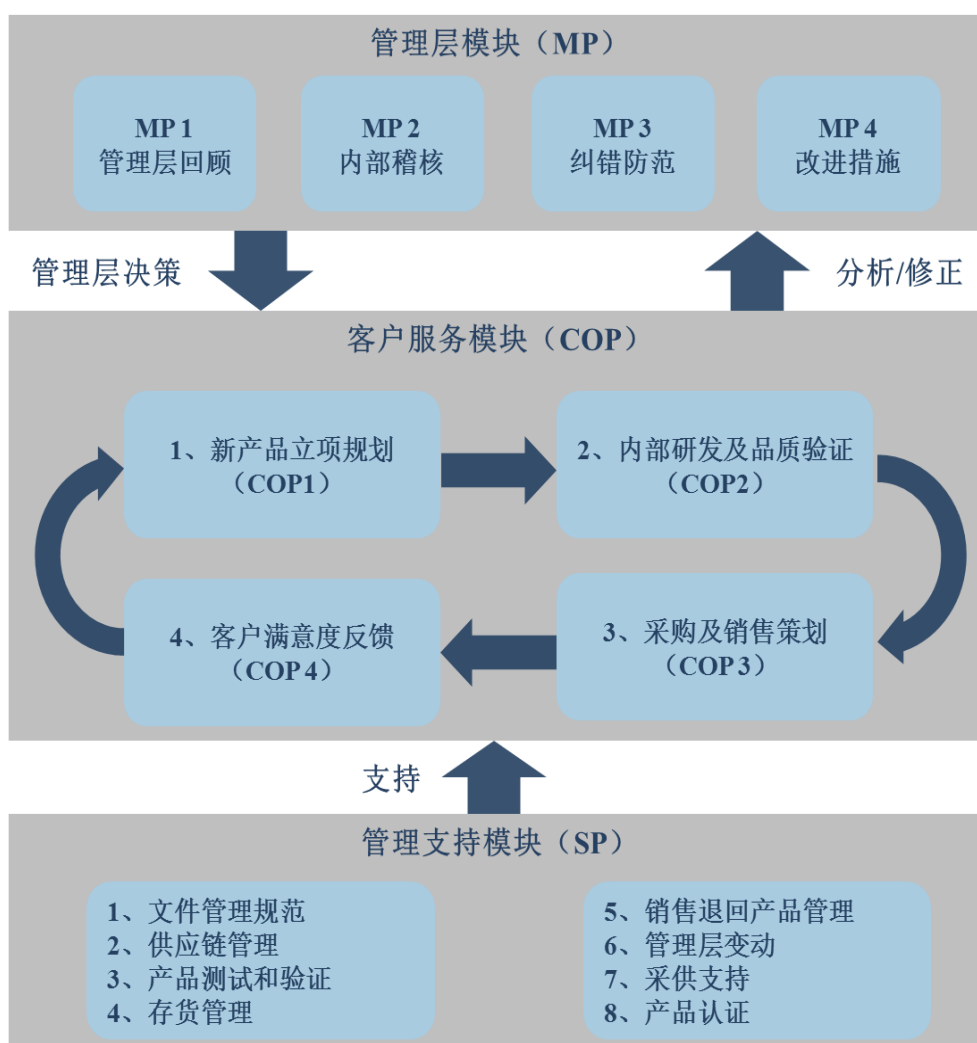 管理层模块（MP）
MP 1
管理层回顾
MP 2
内部稽核
MP 3
纠错防范
MP 4
改进措施
管理层决策
分析/修正
客户服务模块（COP）
1、新产品立项规划
（COP1）
2、内部研发及品质验证
（COP2）
4、客户满意度反馈
（COP 4）
3、采购及销售策划
（COP 3）
支持
管理支持模块（SP）
1、文件管理规范
2、供应链管理
3、产品测试和验证
4、存货管理
5、销售退回产品管理
6、管理层变动
7、采供支持
8、产品认证